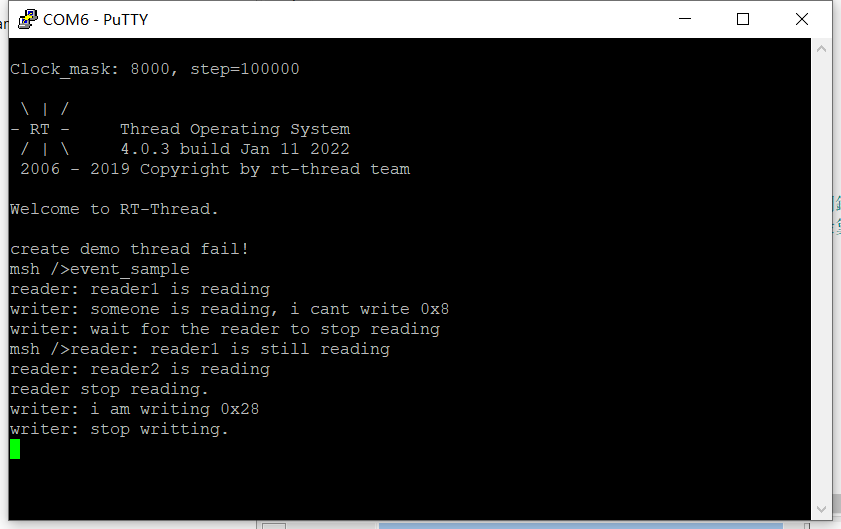 COM6 - PuTTY
Clock_mask: 8000, step=100000
\ | /
- RT -     Thread Operating System
/ | \     4.0.3 build Jan 11 2022
2006 - 2019 Copyright by rt-thread team
Welcome to RT-Thread.
create demo thread fail!
msh />event_sample
reader: reader1 is reading
writer: someone is reading, i cant write 0x8
writer: wait for the reader to stop reading
msh />reader: reader1 is still reading
reader: reader2 is reading
reader stop reading.
writer: i am writing 0x28
writer: stop writting.